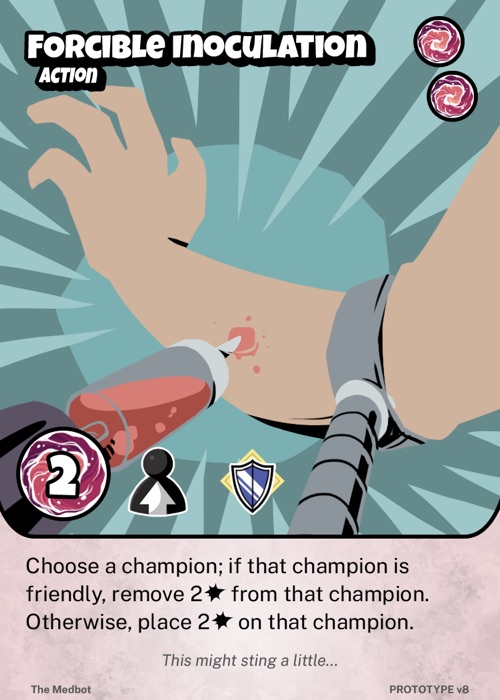 Forcible Inoculation
Action
2
Choose a champion; if that champion is
friendly, remove 2✸ from that champion.
Otherwise, place 2✸ on that champion.
This might sting a little...
The Medbot PROTOTYPE v8